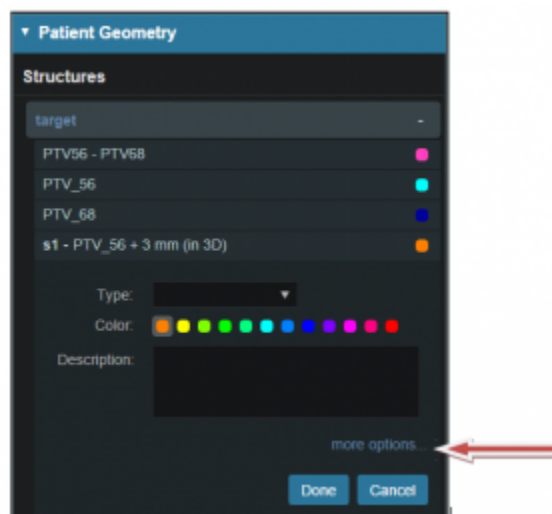 Patient Geometry
Structures
target -
PTV56 - PTV68
PTV_56
PTV_68
s1 - PTV_56 + 3 mm (in 3D)
Type:
Color:
Description:
more options...
Done Cancel